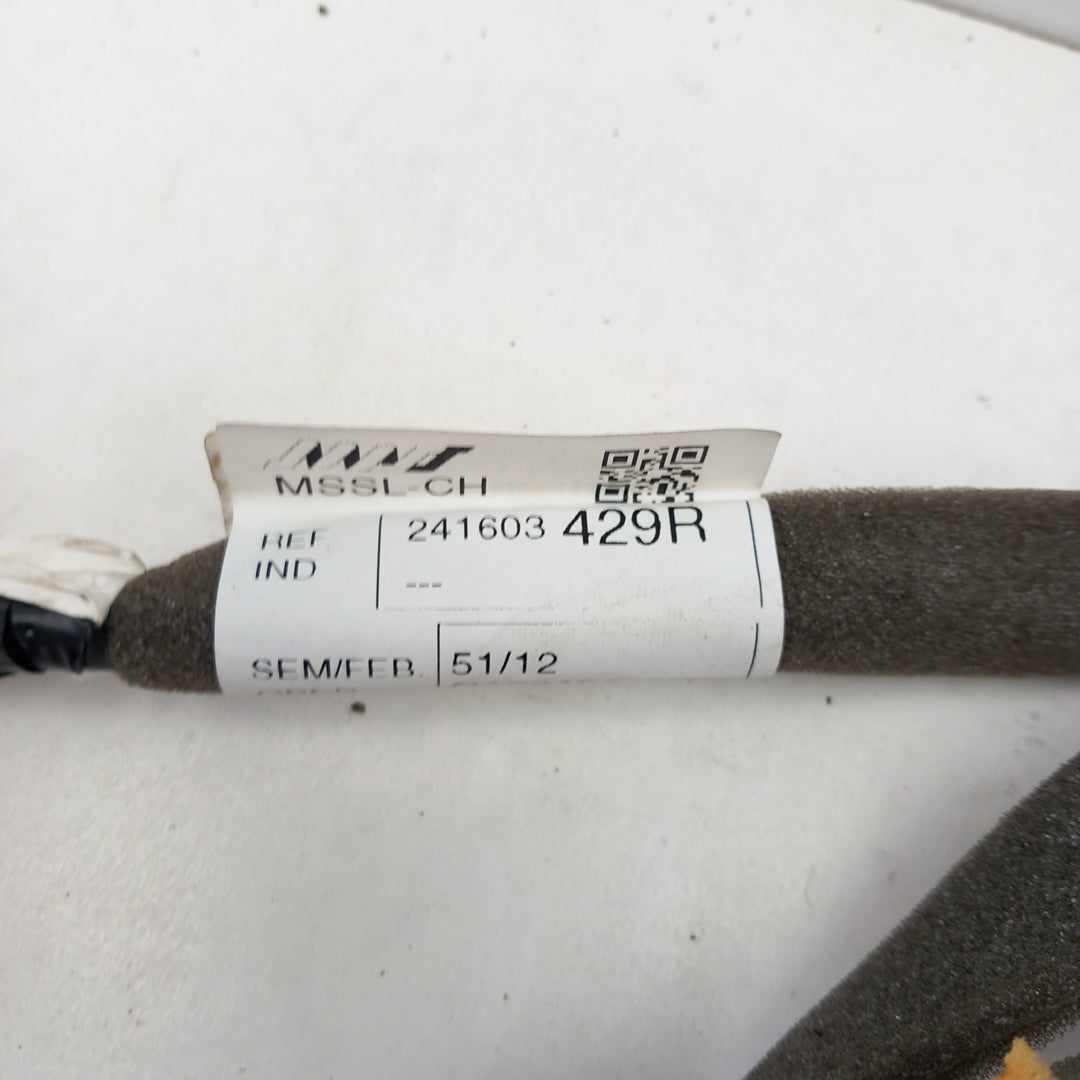 MSSL-CH
REF 241603 429R
IND ---
SEM/FEB. 51/12